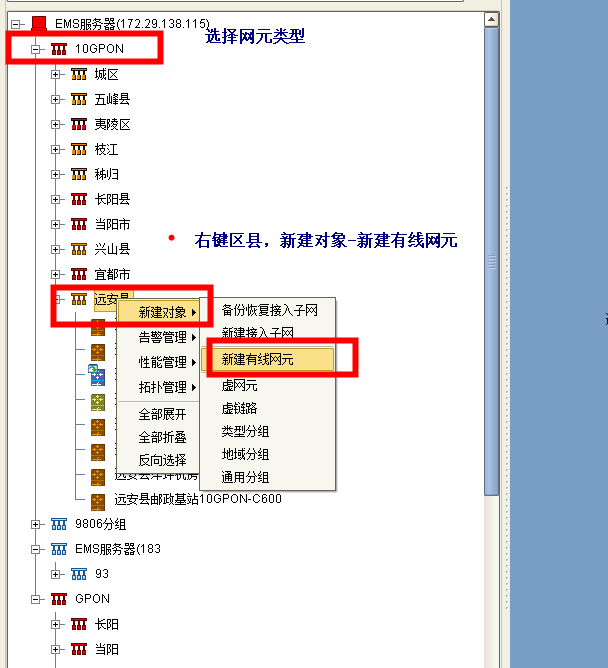 EMS服务器(172.29.138.115)
选择网元类型
10GPON
城区
五峰县
夷陵区
枝江
秭归
长阳县
当阳市
右键区县，新建对象-新建有线网元
兴山县
宜都市
远安县
新建对象
备份恢复接入子网
告警管理
新建接入子网
性能管理
新建有线网元
拓扑管理
虚网元
全部展开
虚链路
全部折叠
类型分组
反向选择
地域分组
通用分组
远安县邮政基站10GPON-C600
9806分组
EMS服务器(183
93
GPON
长阳
当阳